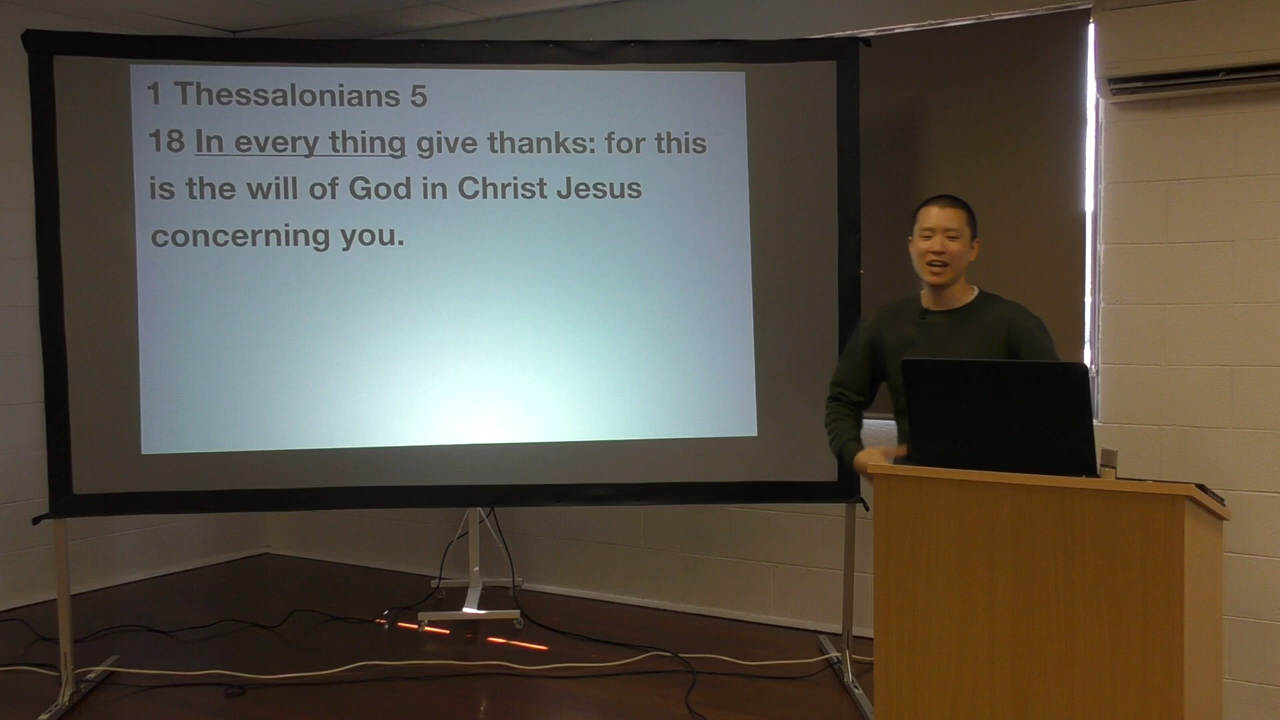 1 Thessalonians 5
18 In every thing give thanks: for this
is the will of God in Christ Jesus
concerning you.